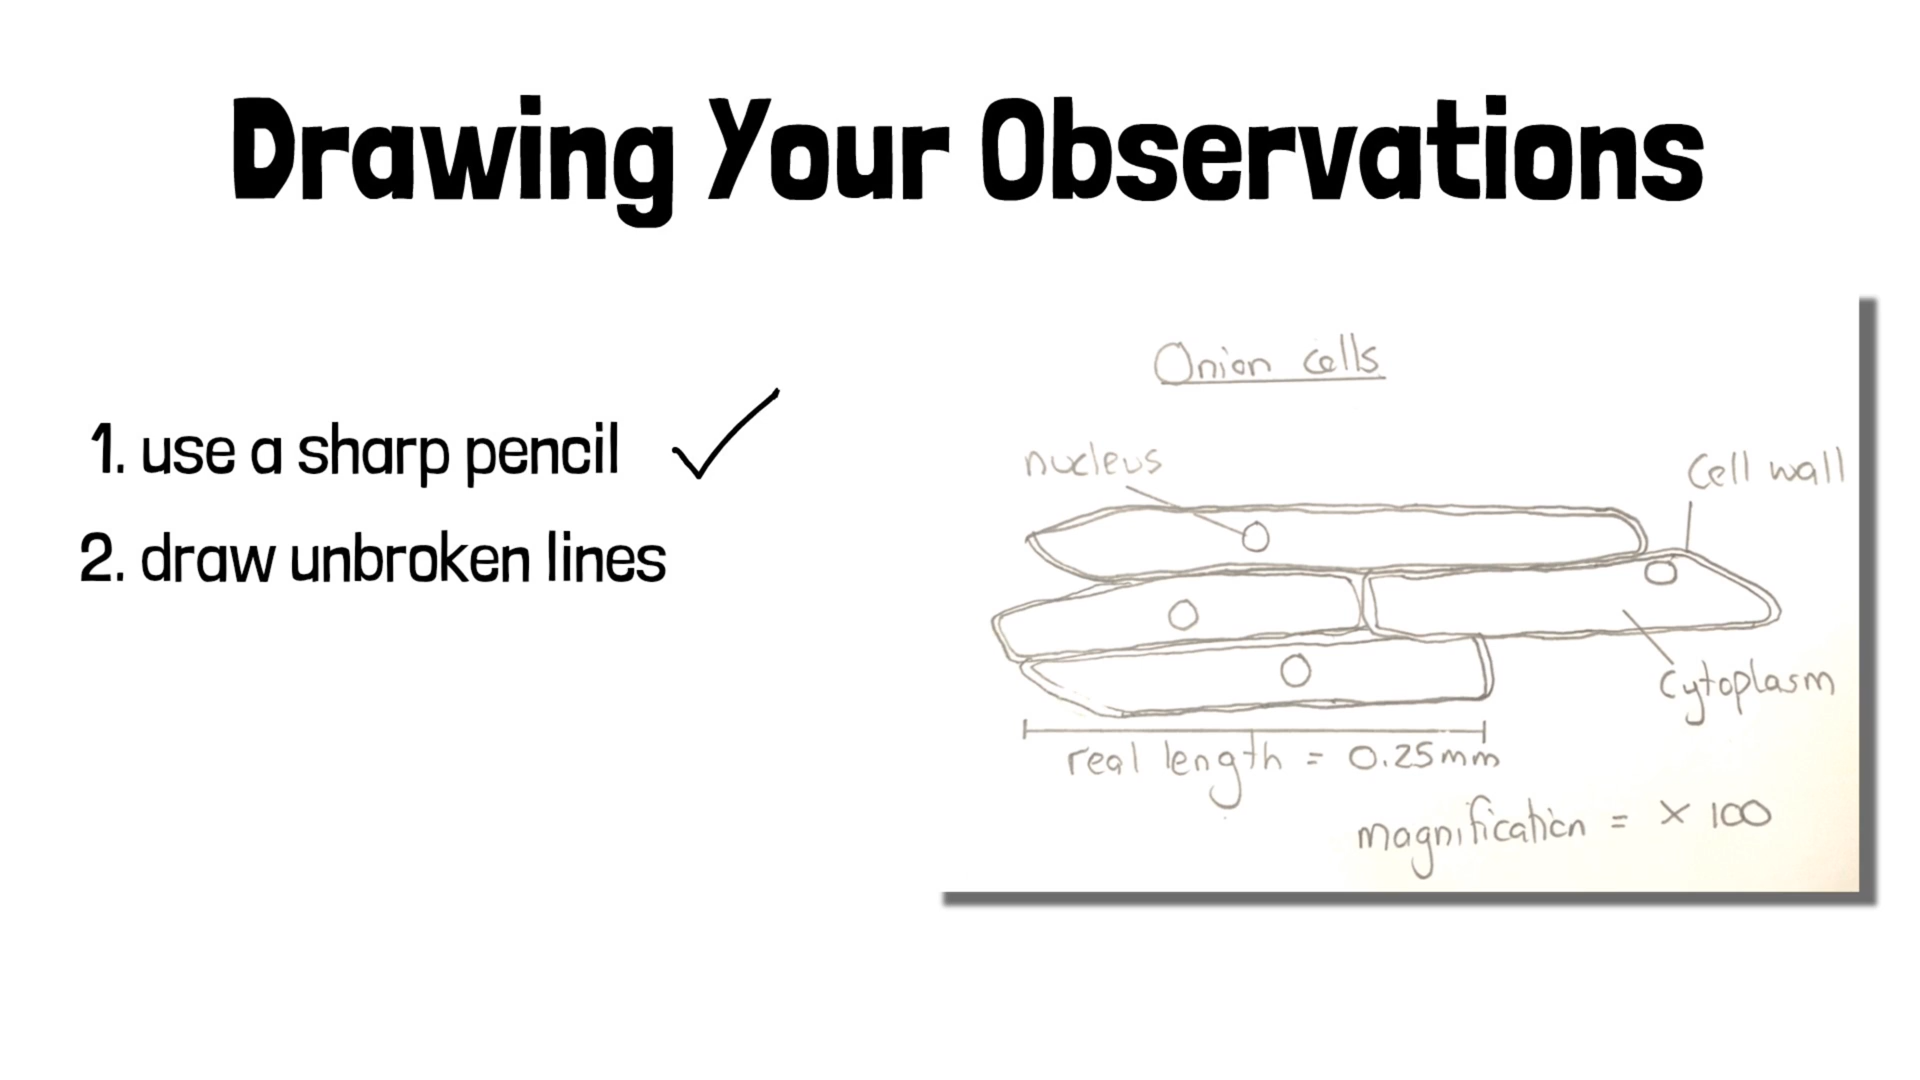 Drawing Your Observations
1. use a sharp pencil
2. draw unbroken lines
Onion cells
nucleus
Cell wall
Cytoplasm
real length = 0.25mm
magnification = × 100